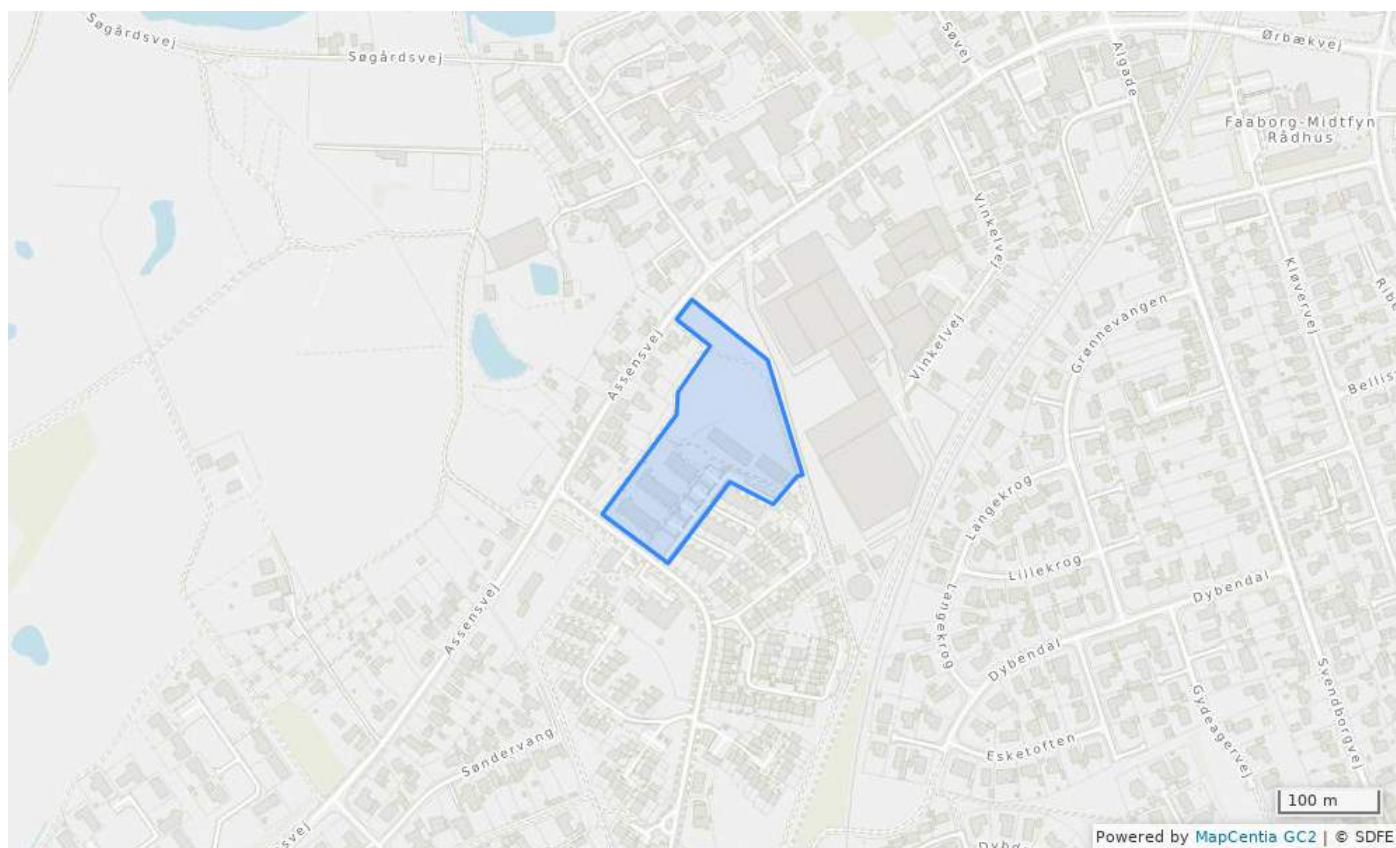 Søgårdsvej
Søgårdsvej
Søvej
Algade
Ørbækvej
Faaborg-Midtfyn
Rådhus
Vinkelvej
Kløvervej
Grønnevangen
Assensvej
Vinkelvej
Langekrog
Lillekrog
Dybendal
Langekrog
Dybendal
Assensvej
Svendborgvej
Gydeagervej
Esketoften
Søndervang
100 m
Powered by MapCentia GC2 | © SDFE